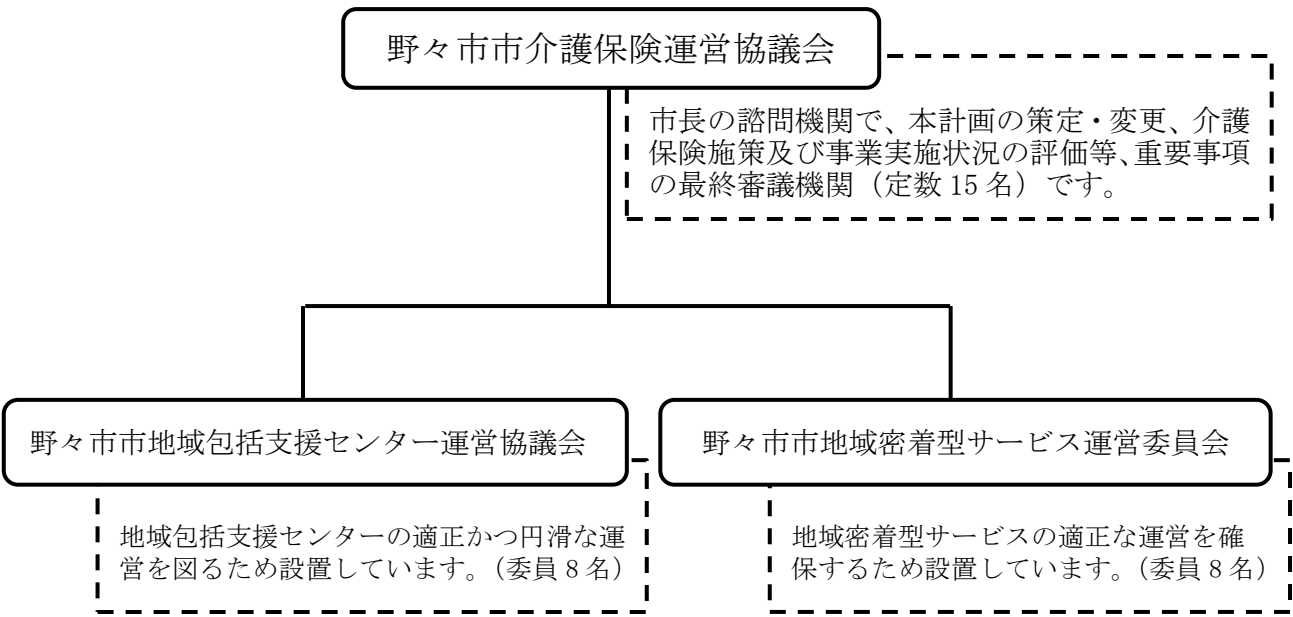 野々市市介護保険運営協議会
市長の諮問機関で、本計画の策定・変更、介護
保険施策及び事業実施状況の評価等、重要事項
の最終審議機関（定数 15 名）です。
野々市市地域包括支援センター運営協議会
地域包括支援センターの適正かつ円滑な運
営を図るため設置しています。（委員 8 名）
野々市市地域密着型サービス運営委員会
地域密着型サービスの適正な運営を確
保するため設置しています。（委員 8 名）